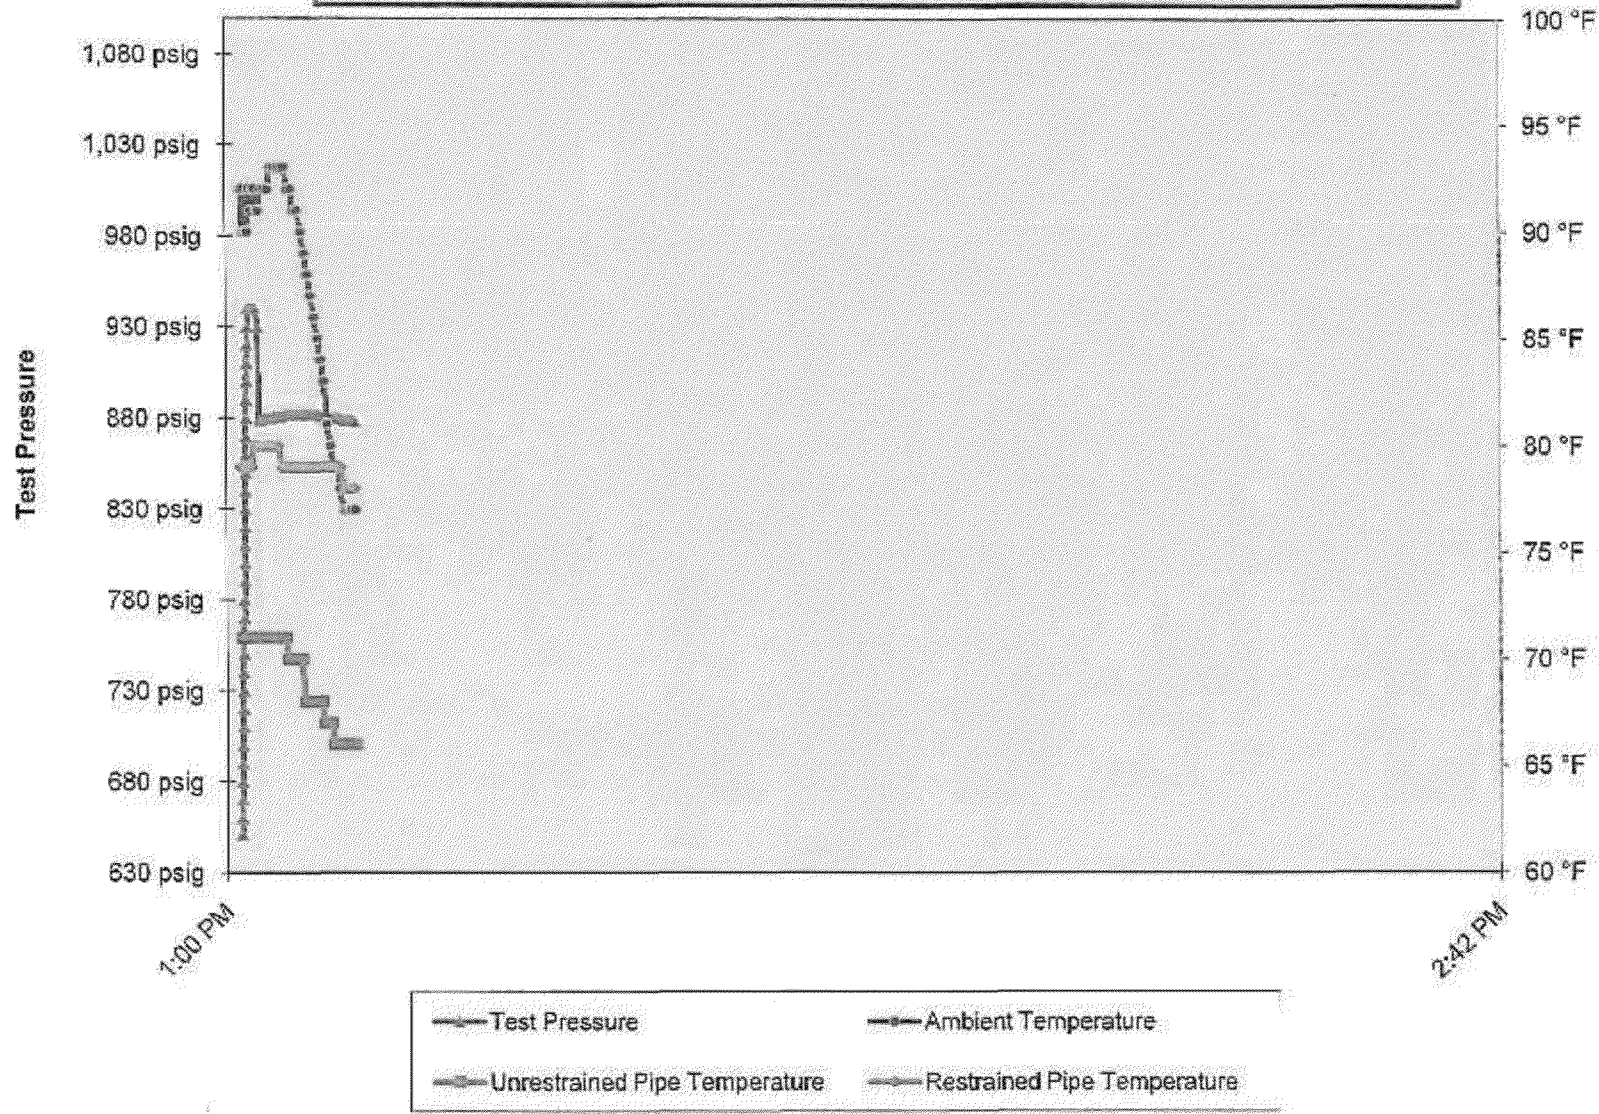 1,080 psig
1,030 psig
980 psig
930 psig
880 psig
830 psig
780 psig
730 psig
680 psig
630 psig
Test Pressure
100 °F
95 °F
90 °F
85 °F
80 °F
75 °F
70 °F
65 °F
60 °F
1:00 PM
2:42 PM
Test Pressure
Ambient Temperature
Unrestrained Pipe Temperature
Restrained Pipe Temperature